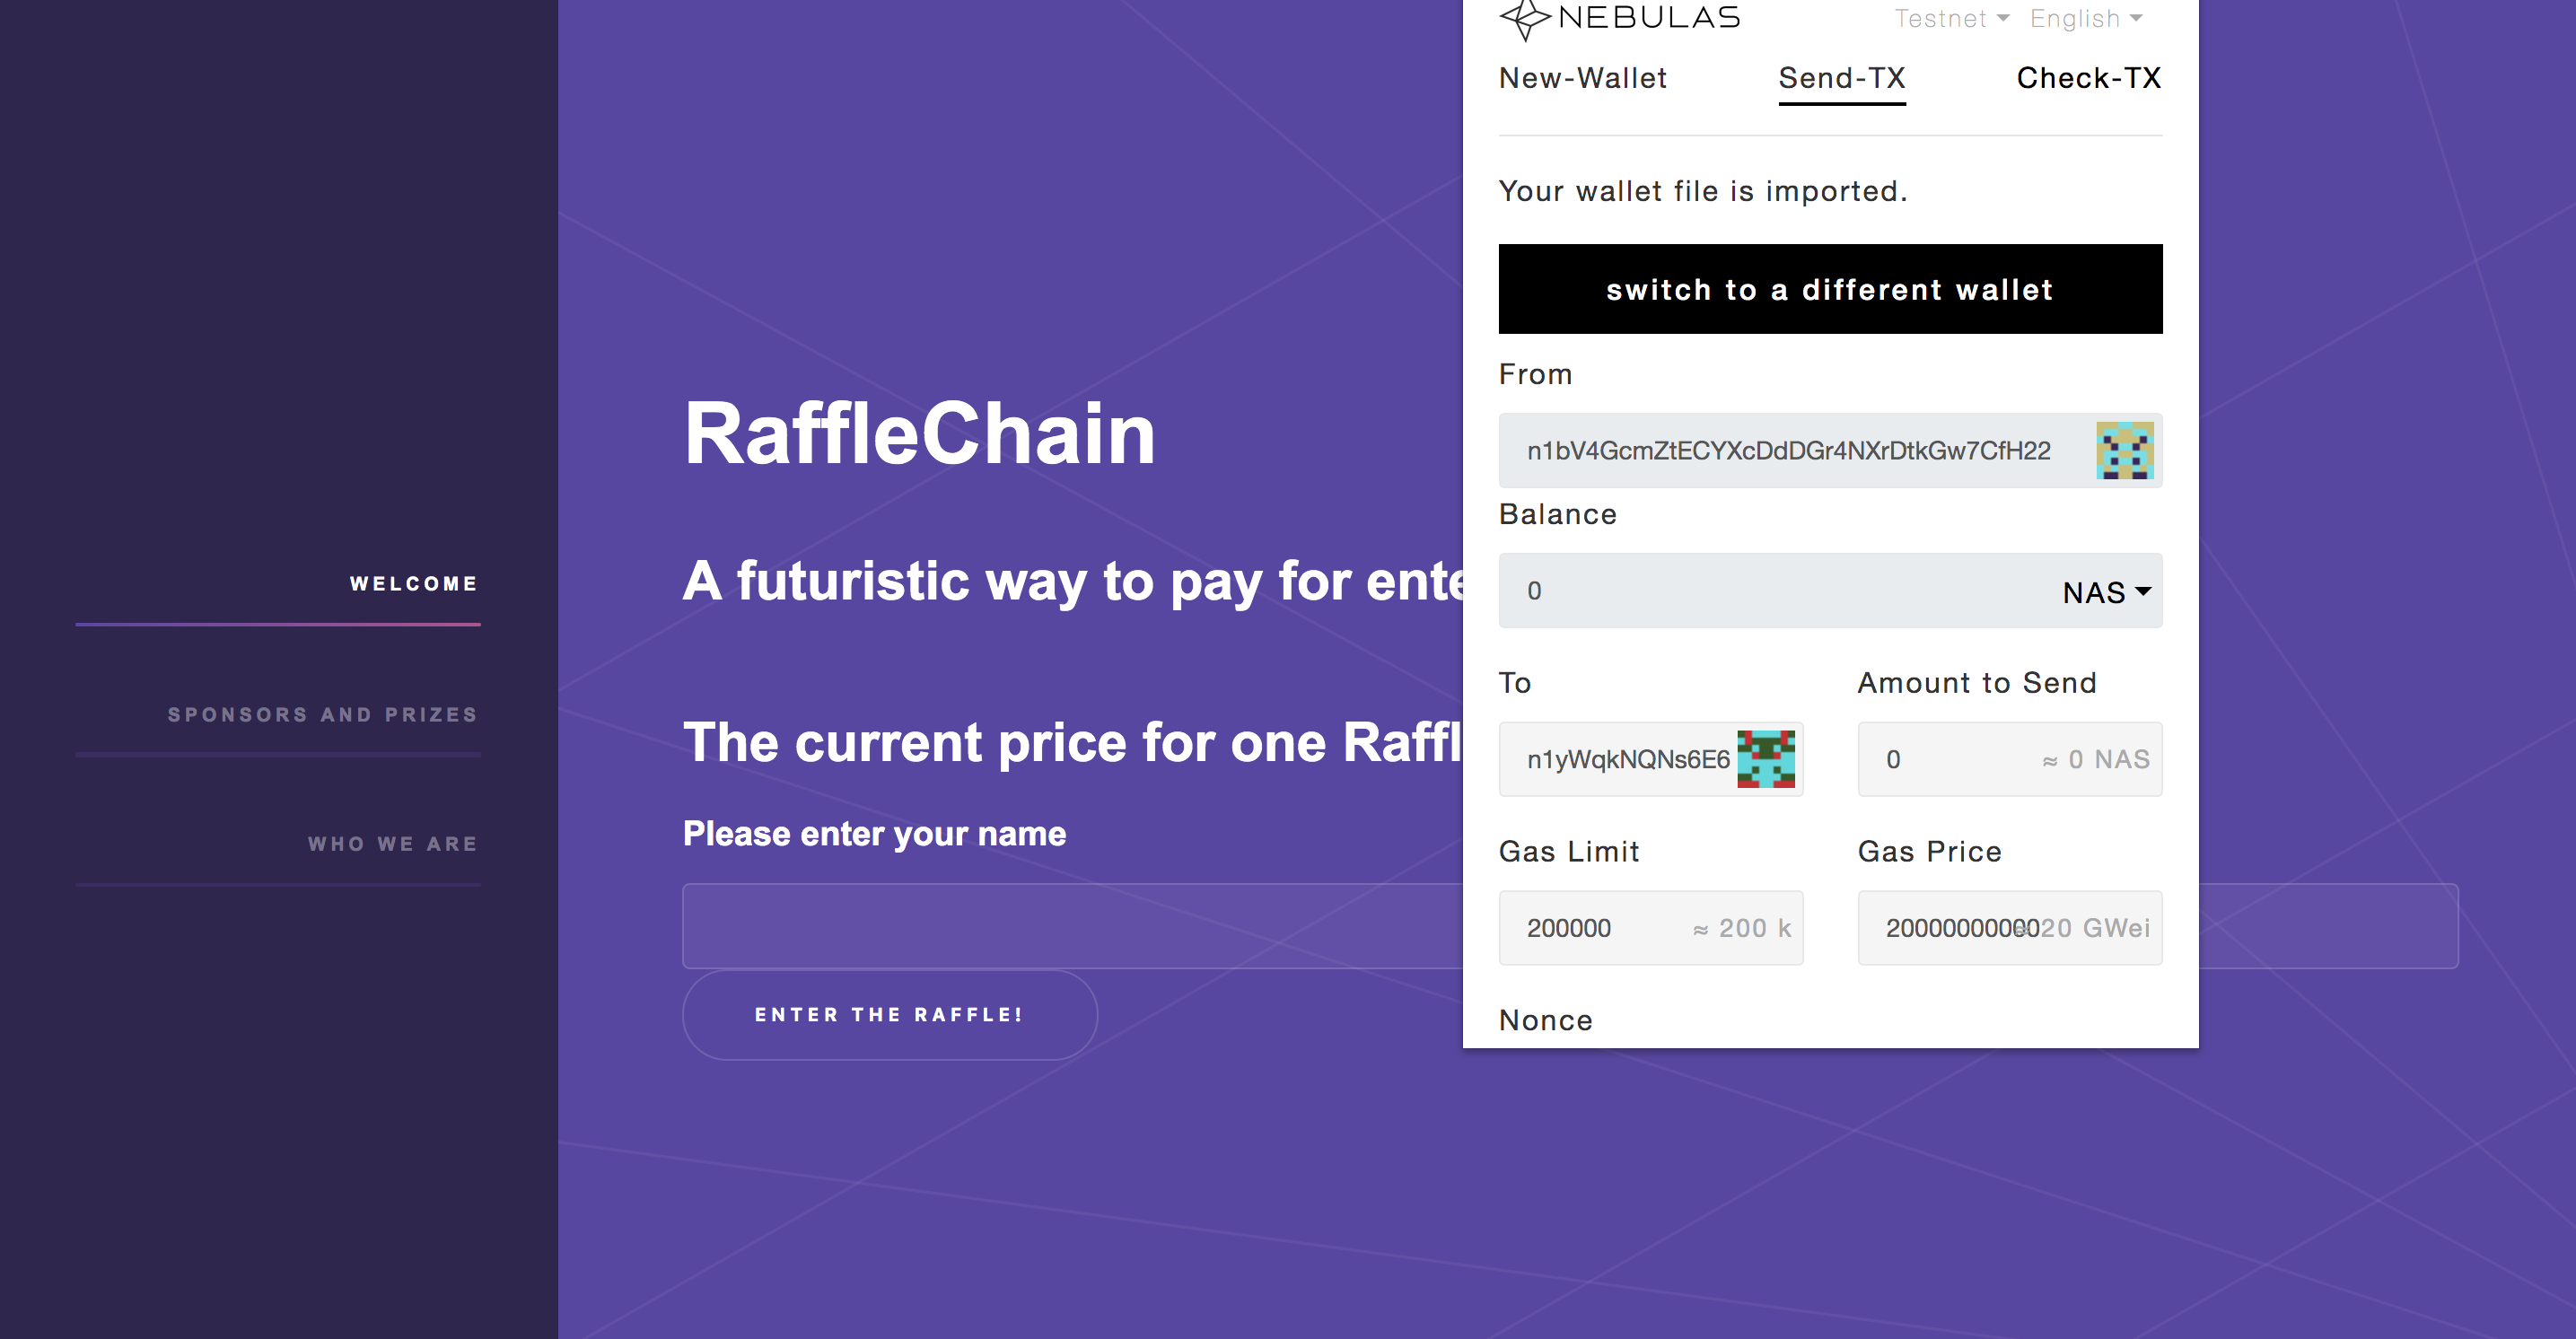 WELCOME
SPONSORS AND PRIZES
WHO WE ARE
RaffleChain
A futuristic way to pay for
The current price for one
Please enter your name
ENTER THE RAFFLE!
NEBULAS
Testnet English
New-Wallet Send-TX Check-TX
Your wallet file is imported.
switch to a different wallet
From
n1bV4GcmZtECYXcDdDGr4NXrDtkGw7CfH22
Balance
0 NAS
To Amount to Send
n1yWqkNQNs6E6 0 ≈ 0 NAS
Gas Limit Gas Price
200000 ≈ 200 k 20000000000 ≈ 20 GWei
Nonce